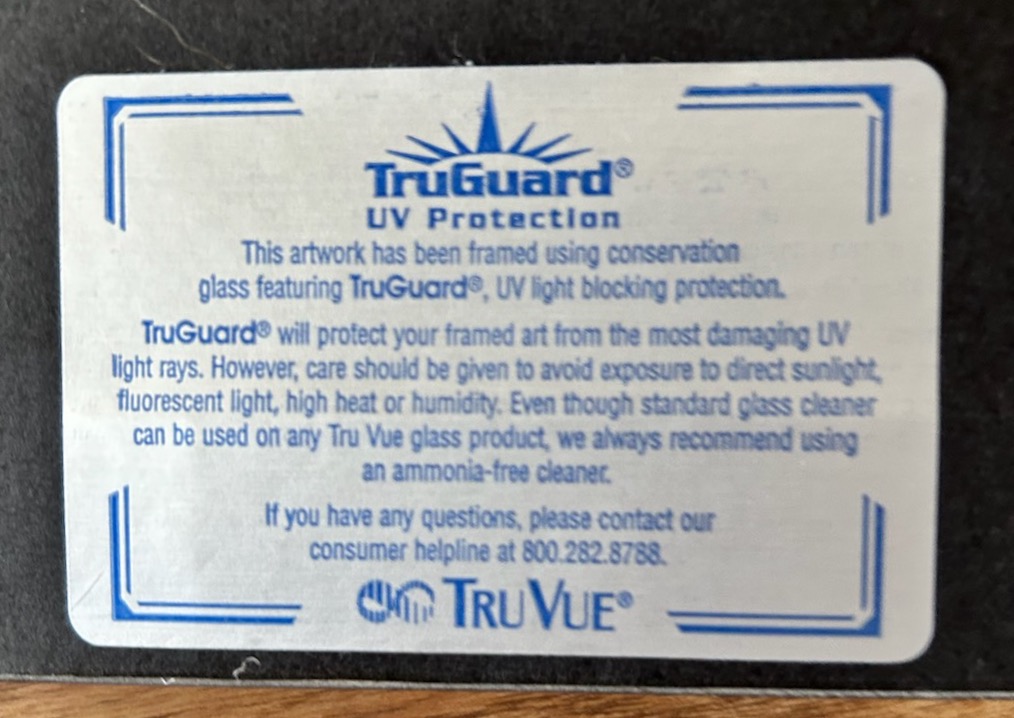 TruGuard®
UV Protection
This artwork has been framed using conservation
glass featuring TruGuard®, UV light blocking protection.
TruGuard® will protect your framed art from the most damaging UV
light rays. However, care should be given to avoid exposure to direct sunlight,
fluorescent light, high heat or humidity. Even though standard glass cleaner
can be used on any Tru Vue glass product, we always recommend using
an ammonia-free cleaner.
If you have any questions, please contact our
consumer helpline at 800.282.8788.
TRU VUE®